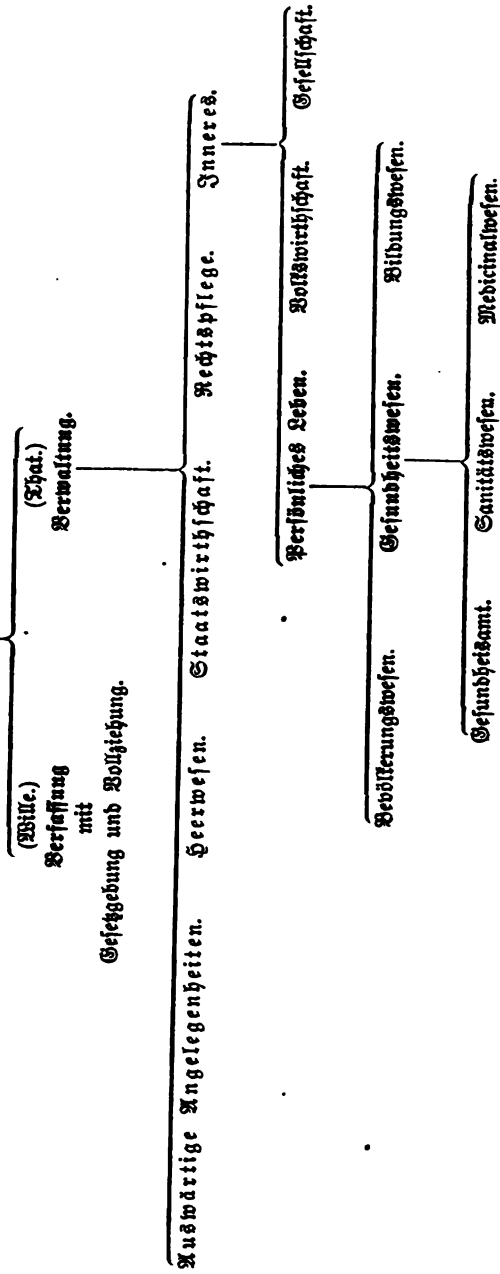 (Wille.) (That.)
Verfassung Verwaltung.
mit
Gesetzgebung und Vollziehung.
Auswärtige Angelegenheiten. Heerwesen. Staatswirthschaft. Rechtspflege. Inneres.
Persönliches Leben. Volkswirthschaft. Gesellschaft.
Bevölkerungswesen. Gesundheitswesen. Bildungswesen.
Gesundheitsamt. Sanitätswesen. Medicinalwesen.